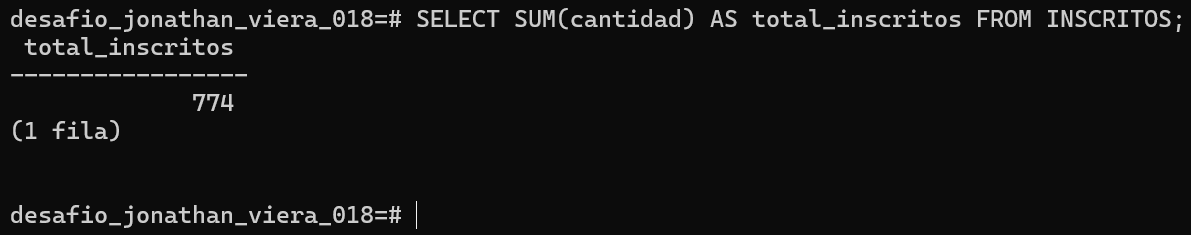 desafio_jonathan_viera_018=# SELECT SUM(cantidad) AS total_inscritos FROM INSCRITOS;
 total_inscritos
-----------------
             774
(1 fila)
desafio_jonathan_viera_018=#